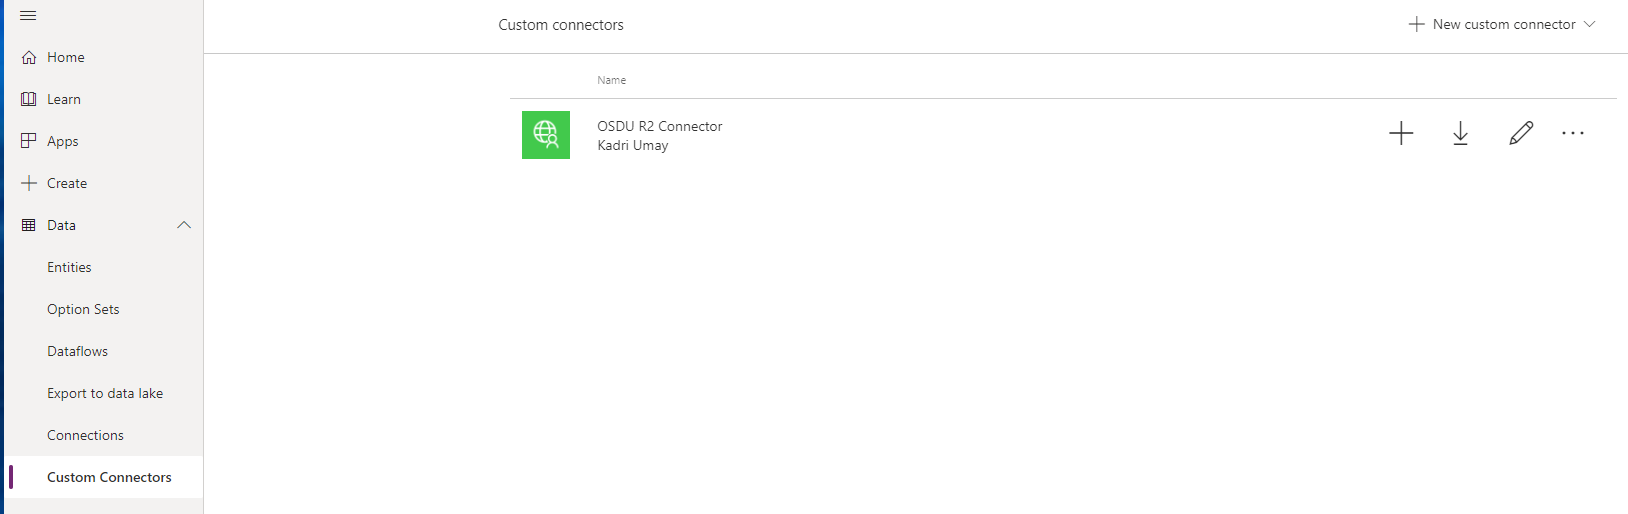 Home
Learn
Apps
Create
Data
Entities
Option Sets
Dataflows
Export to data lake
Connections
Custom Connectors
Custom connectors
New custom connector
Name
OSDU R2 Connector
Kadri Umay